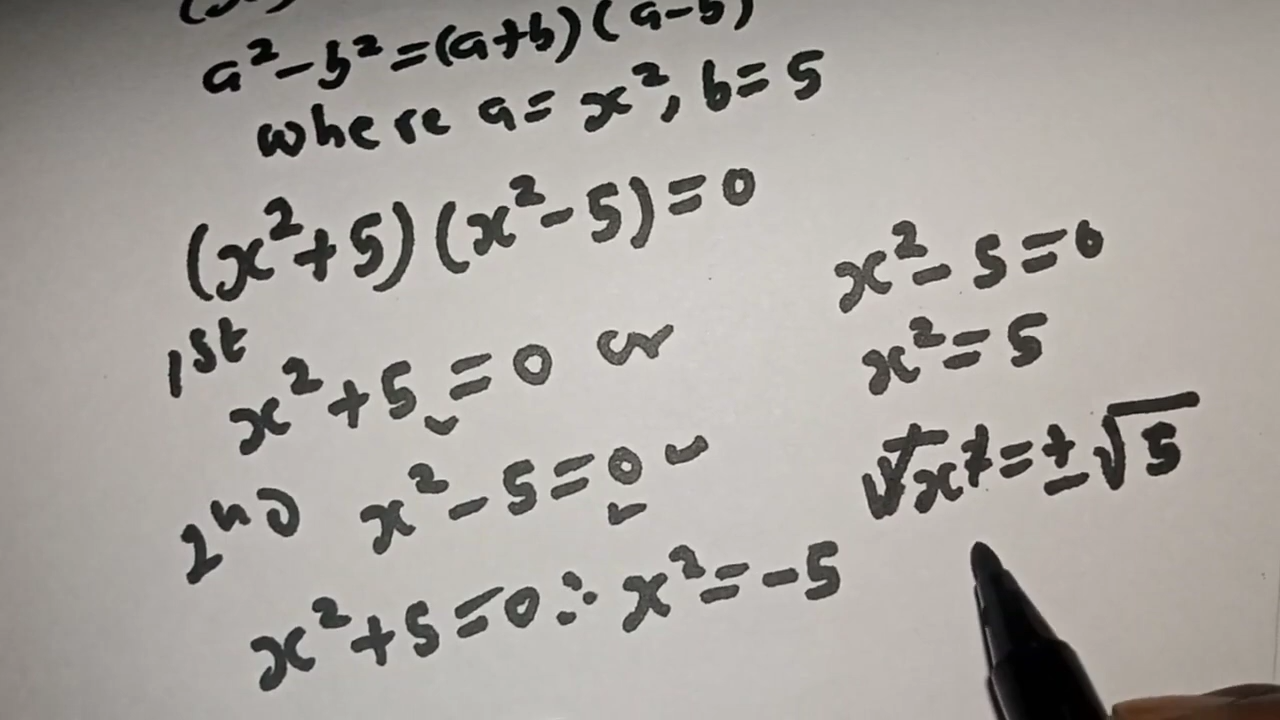 a²-b²=(a+b)(a-b)
where a=x², b=5
(x²+5)(x²-5)=0
1st
x²+5=0 or
2nd x²-5=0
x²+5=0∴x²=-5
x²-5=0
x²=5
√x²=±√5